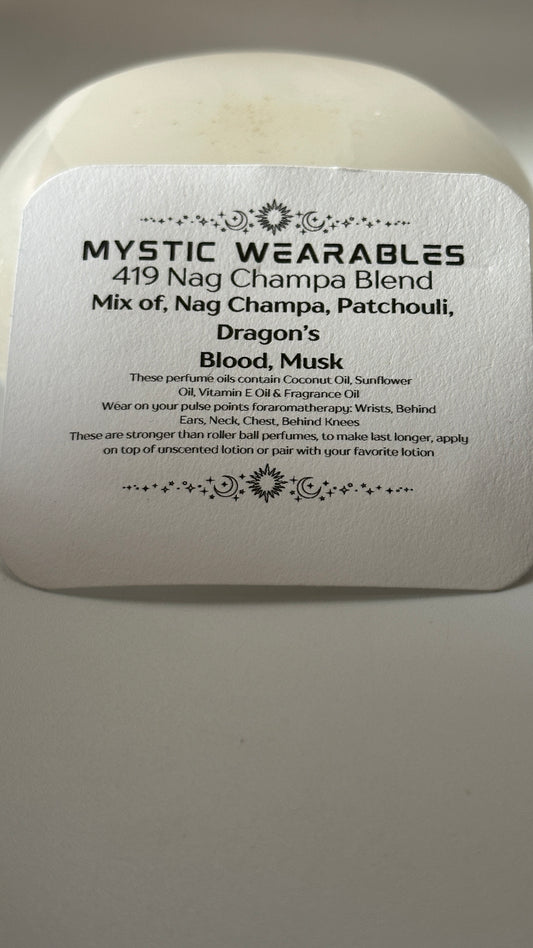 MYSTIC WEARABLES
419 Nag Champa Blend
Mix of, Nag Champa, Patchouli,
Dragon's
Blood, Musk
These perfume oils contain Coconut Oil, Sunflower
Oil, Vitamin E Oil & Fragrance Oil
Wear on your pulse points foraromatherapy: Wrists, Behind
Ears, Neck, Chest, Behind Knees
These are stronger than roller ball perfumes, to make last longer, apply
on top of unscented lotion or pair with your favorite lotion